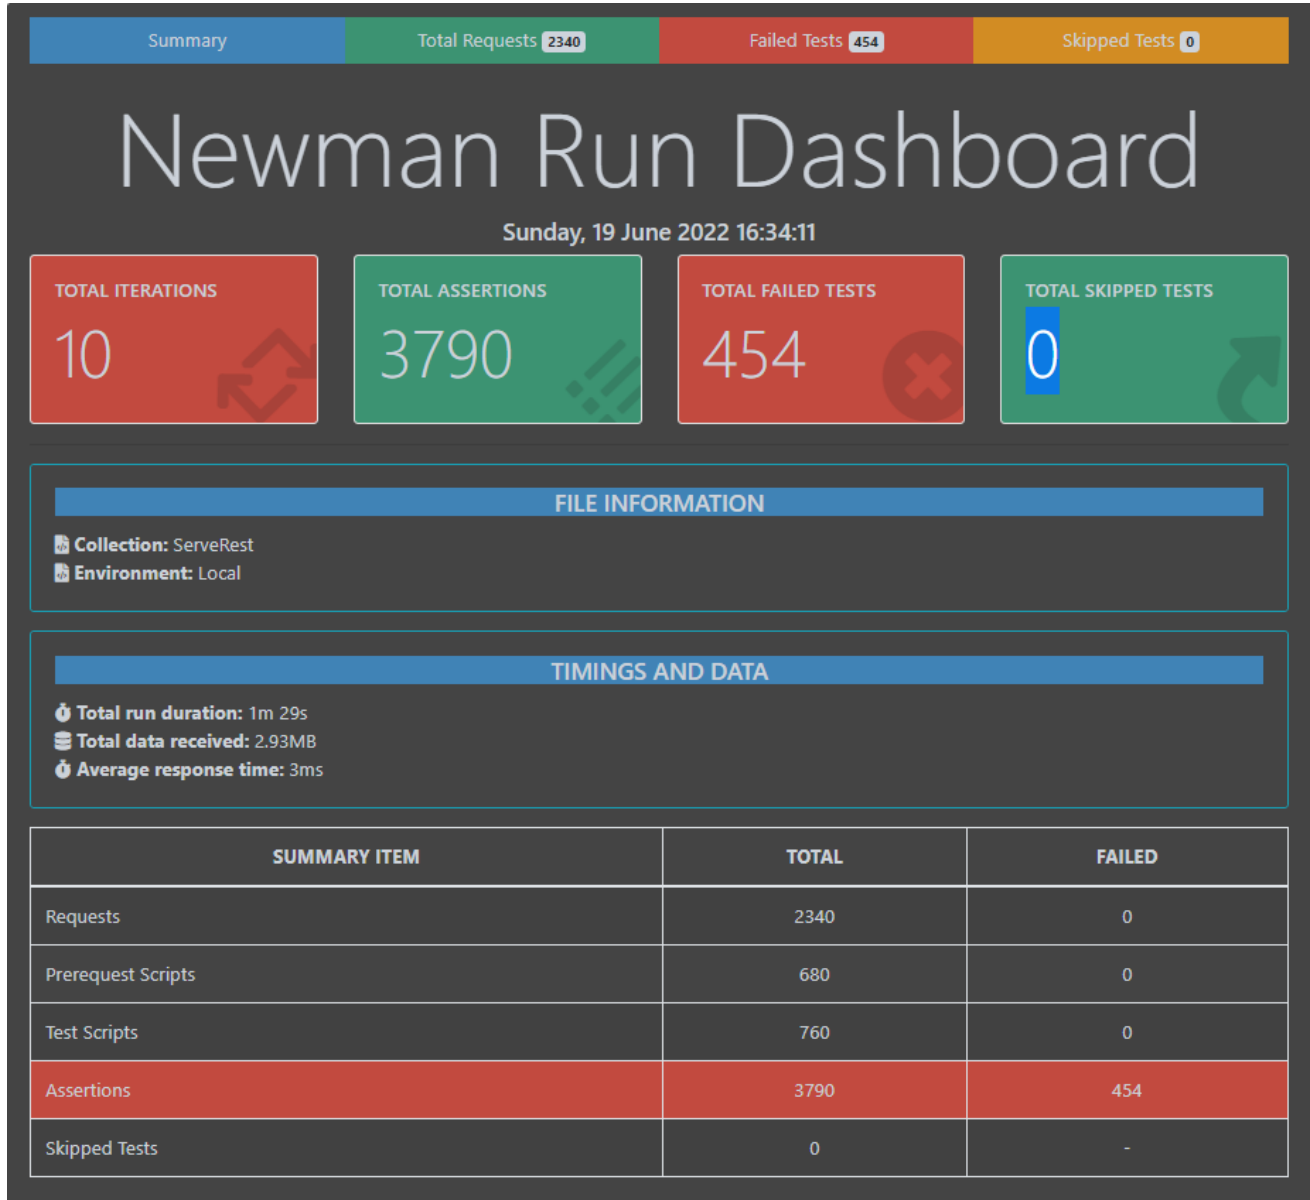 Summary Total Requests 2340 Failed Tests 454 Skipped Tests 0
Newman Run Dashboard
Sunday, 19 June 2022 16:34:11
TOTAL ITERATIONS
10
TOTAL ASSERTIONS
3790
TOTAL FAILED TESTS
454
TOTAL SKIPPED TESTS
0
FILE INFORMATION
Collection: ServeRest
Environment: Local
TIMINGS AND DATA
Total run duration: 1m 29s
Total data received: 2.93MB
Average response time: 3ms
SUMMARY ITEM TOTAL FAILED
Requests 2340 0
Prerequest Scripts 680 0
Test Scripts 760 0
Assertions 3790 454
Skipped Tests 0 -